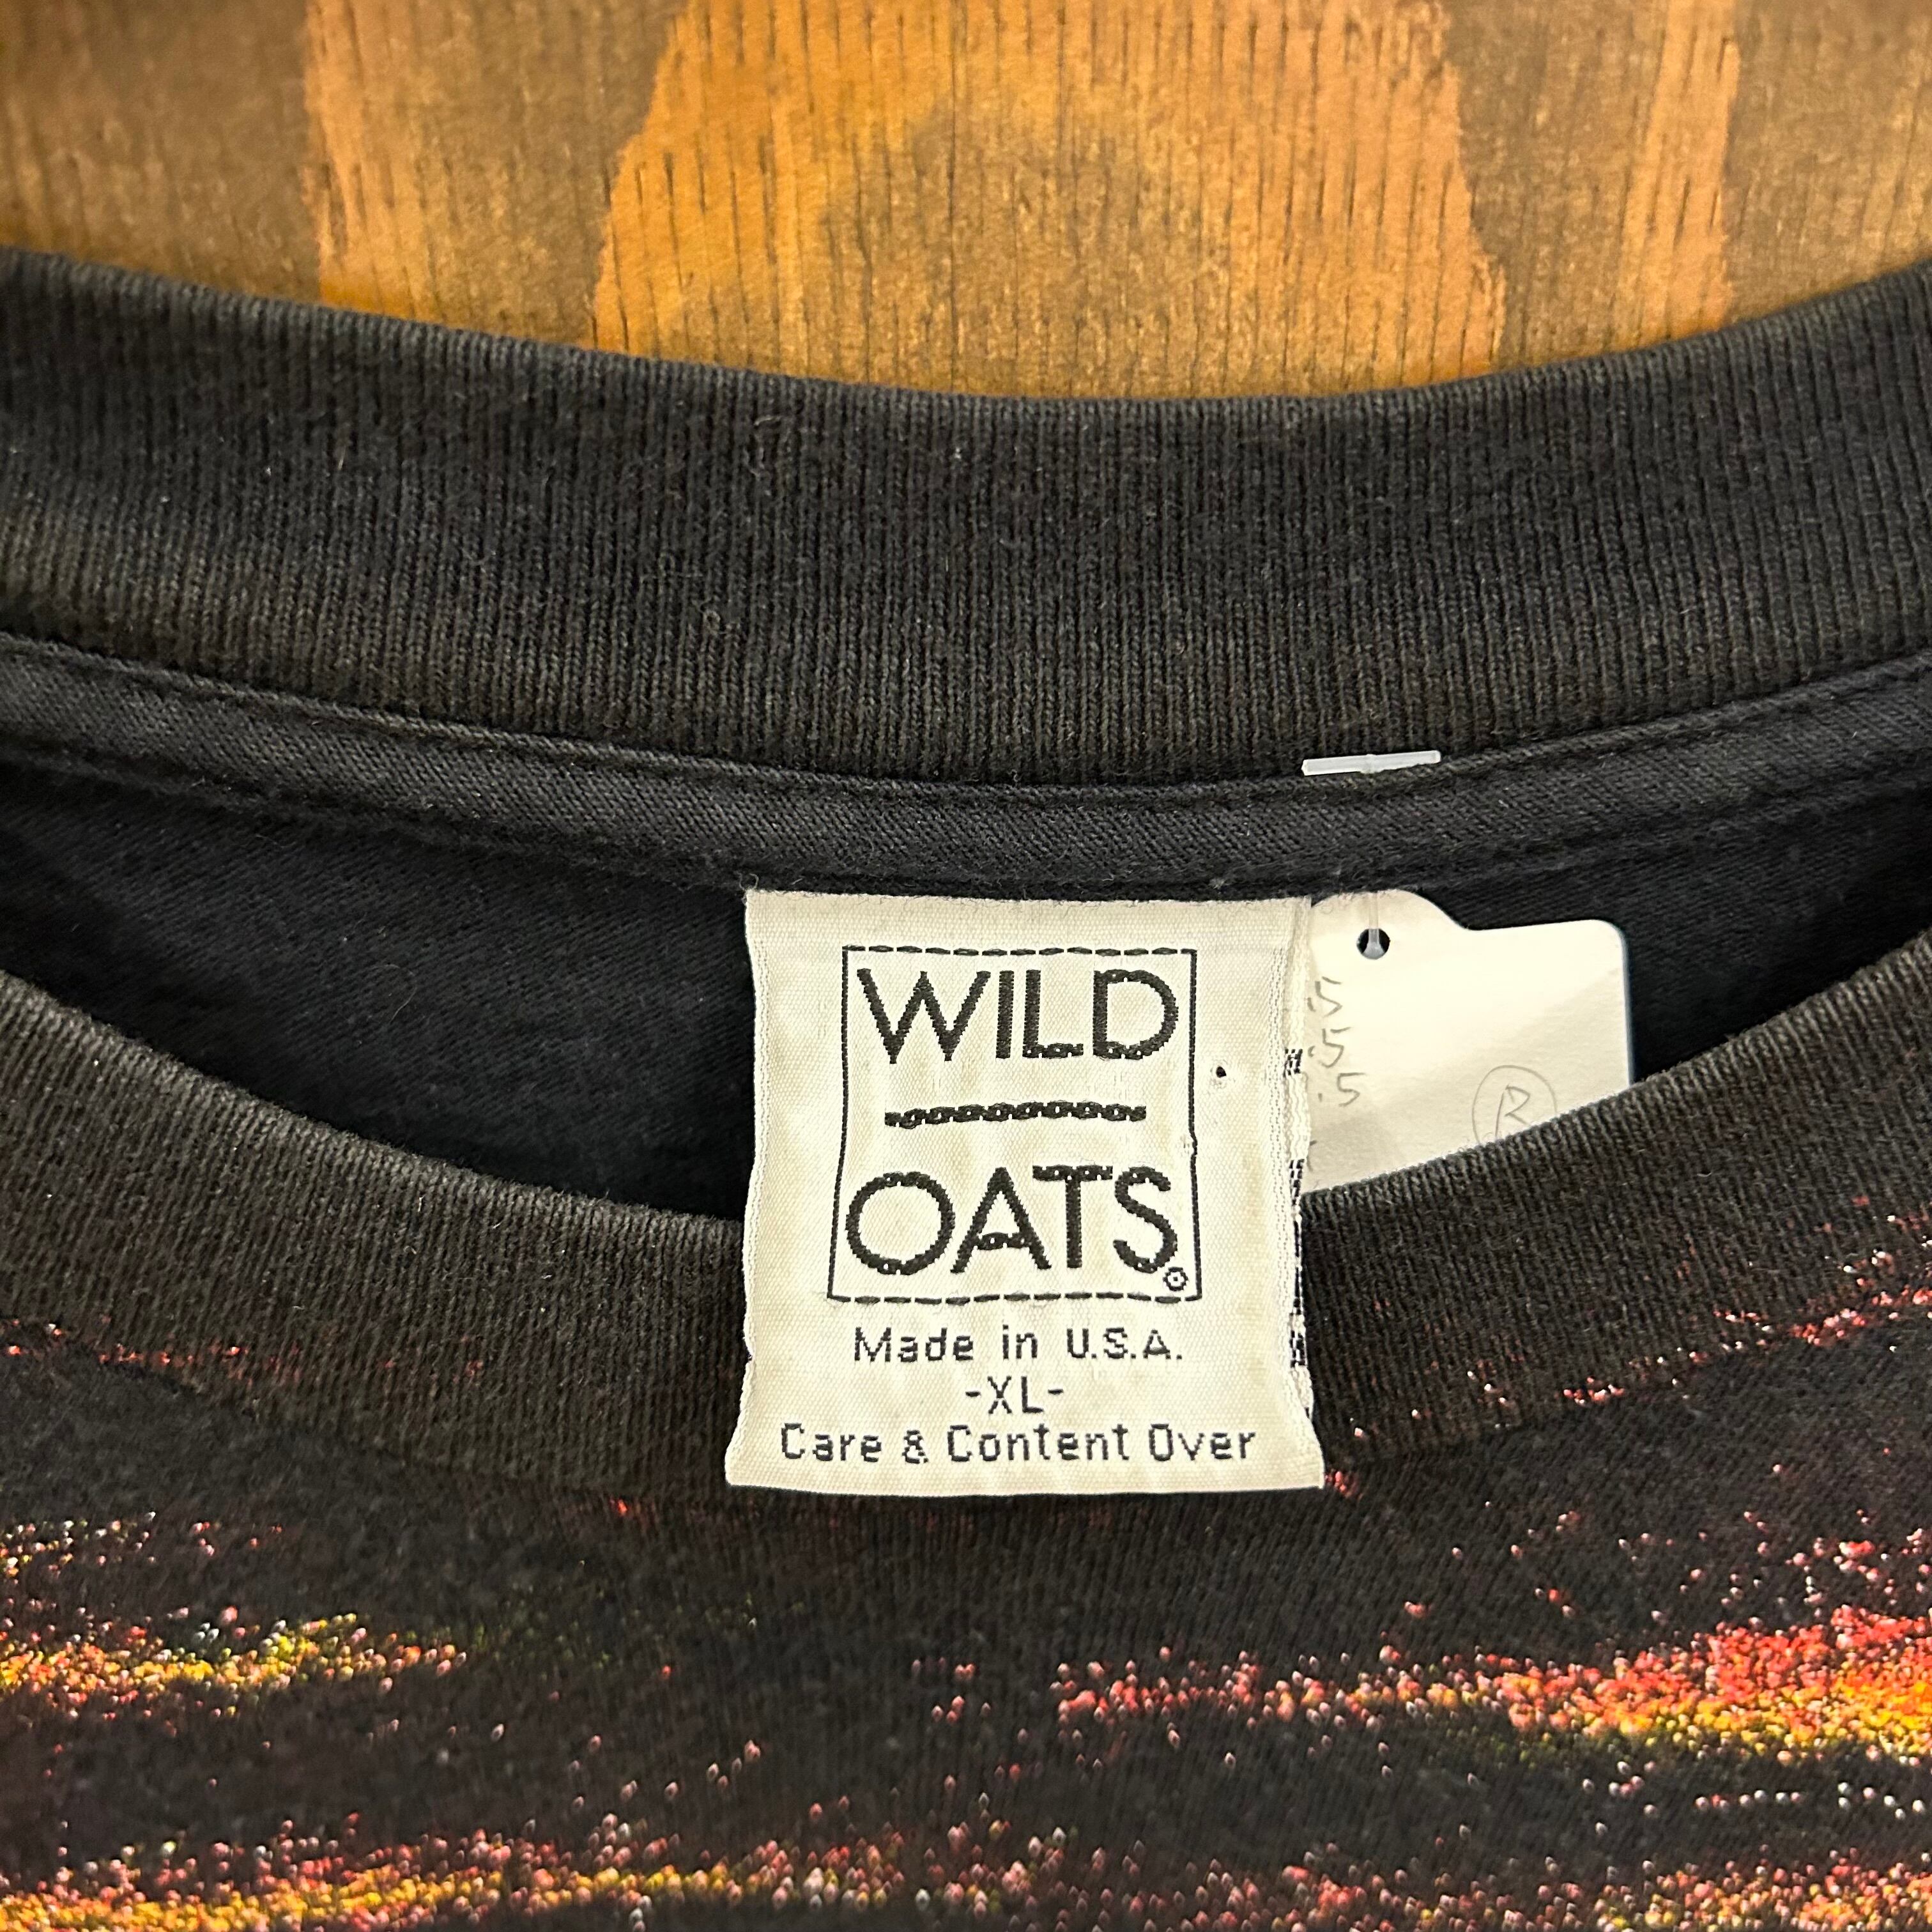 WILD
OATS®
Made in U.S.A.
-XL-
Care & Content Over
R